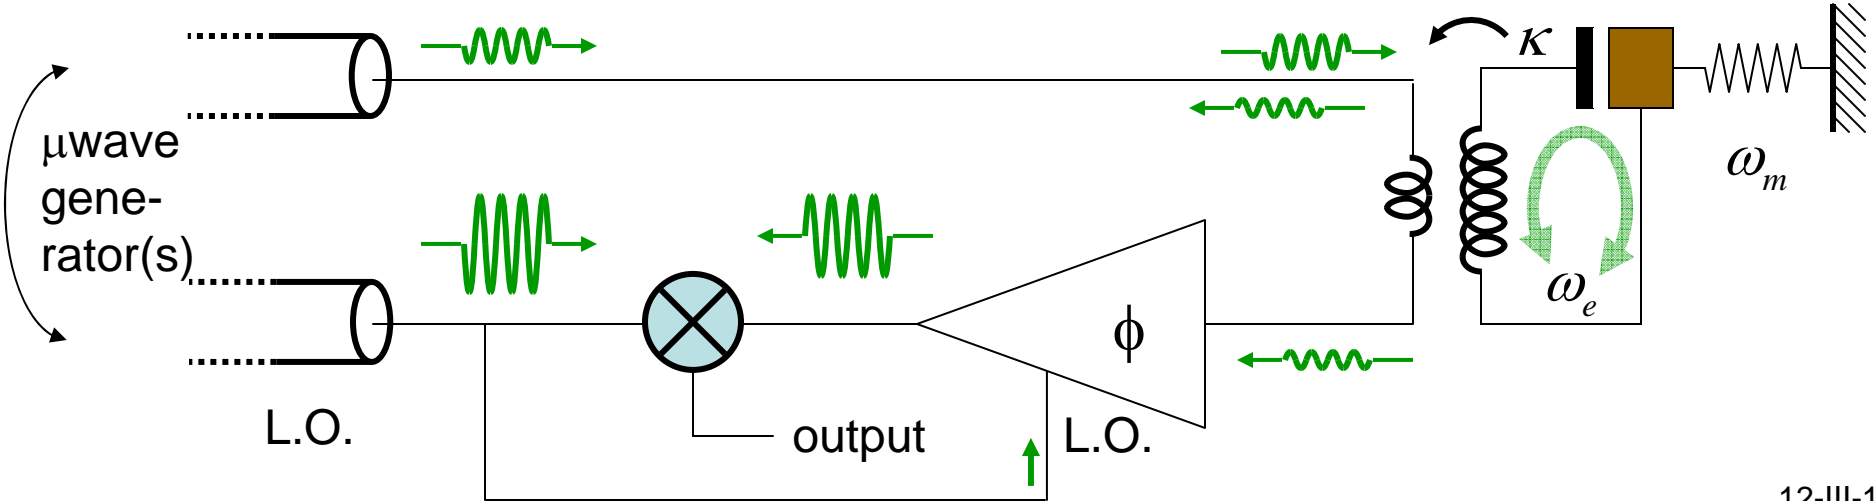 κ
μwave
gene-
rator(s)
ω_m
ω_e
ϕ
L.O.
output
L.O.
12-III-1